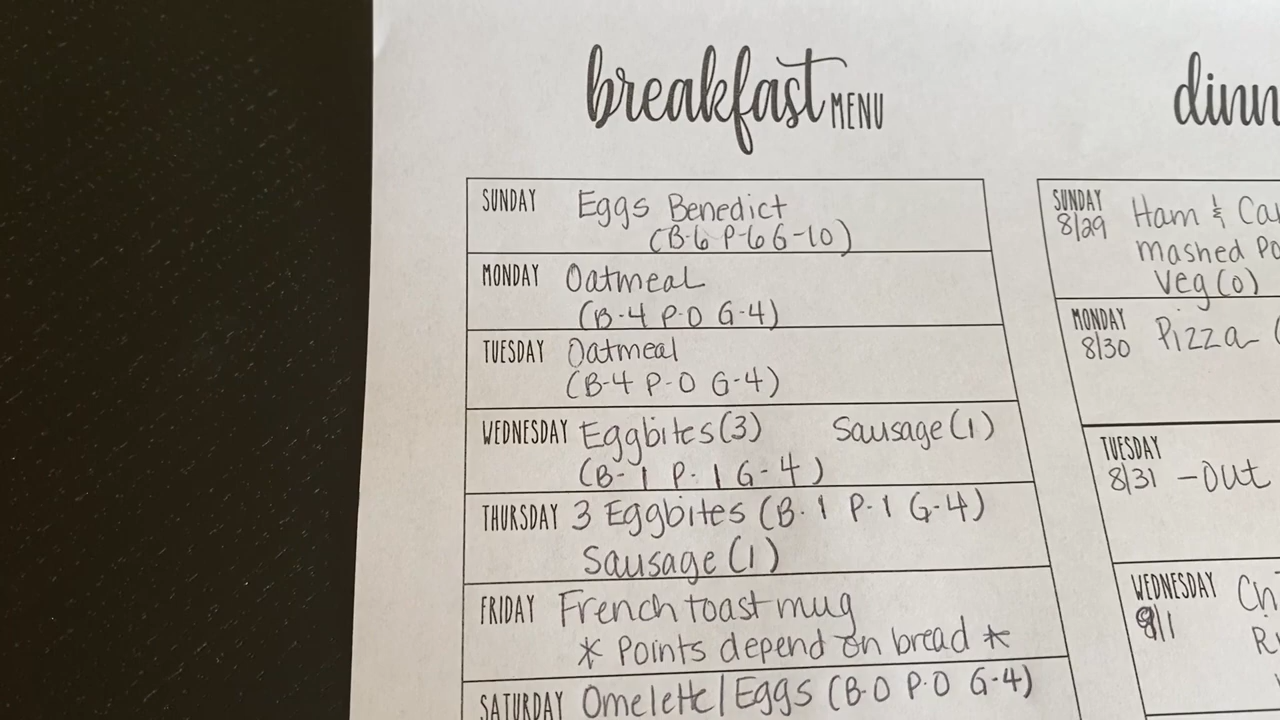 breakfast MENU
SUNDAY Eggs Benedict
(B-6 P-6 G-10)
MONDAY Oatmeal
(B-4 P-0 G-4)
TUESDAY Oatmeal
(B-4 P-0 G-4)
WEDNESDAY Eggbites (3) Sausage (1)
(B-1 P-1 G-4)
THURSDAY 3 Eggbites (B-1 P-1 G-4)
Sausage (1)
FRIDAY French toast mug
* Points depend on bread *
SATURDAY Omelette/Eggs (B-0 P-0 G-4)
dinn
SUNDAY Ham &
8/29 mashed
Veg (0)
MONDAY Pizza (
8/30
TUESDAY
8/31 - Out
WEDNESDAY
9/1